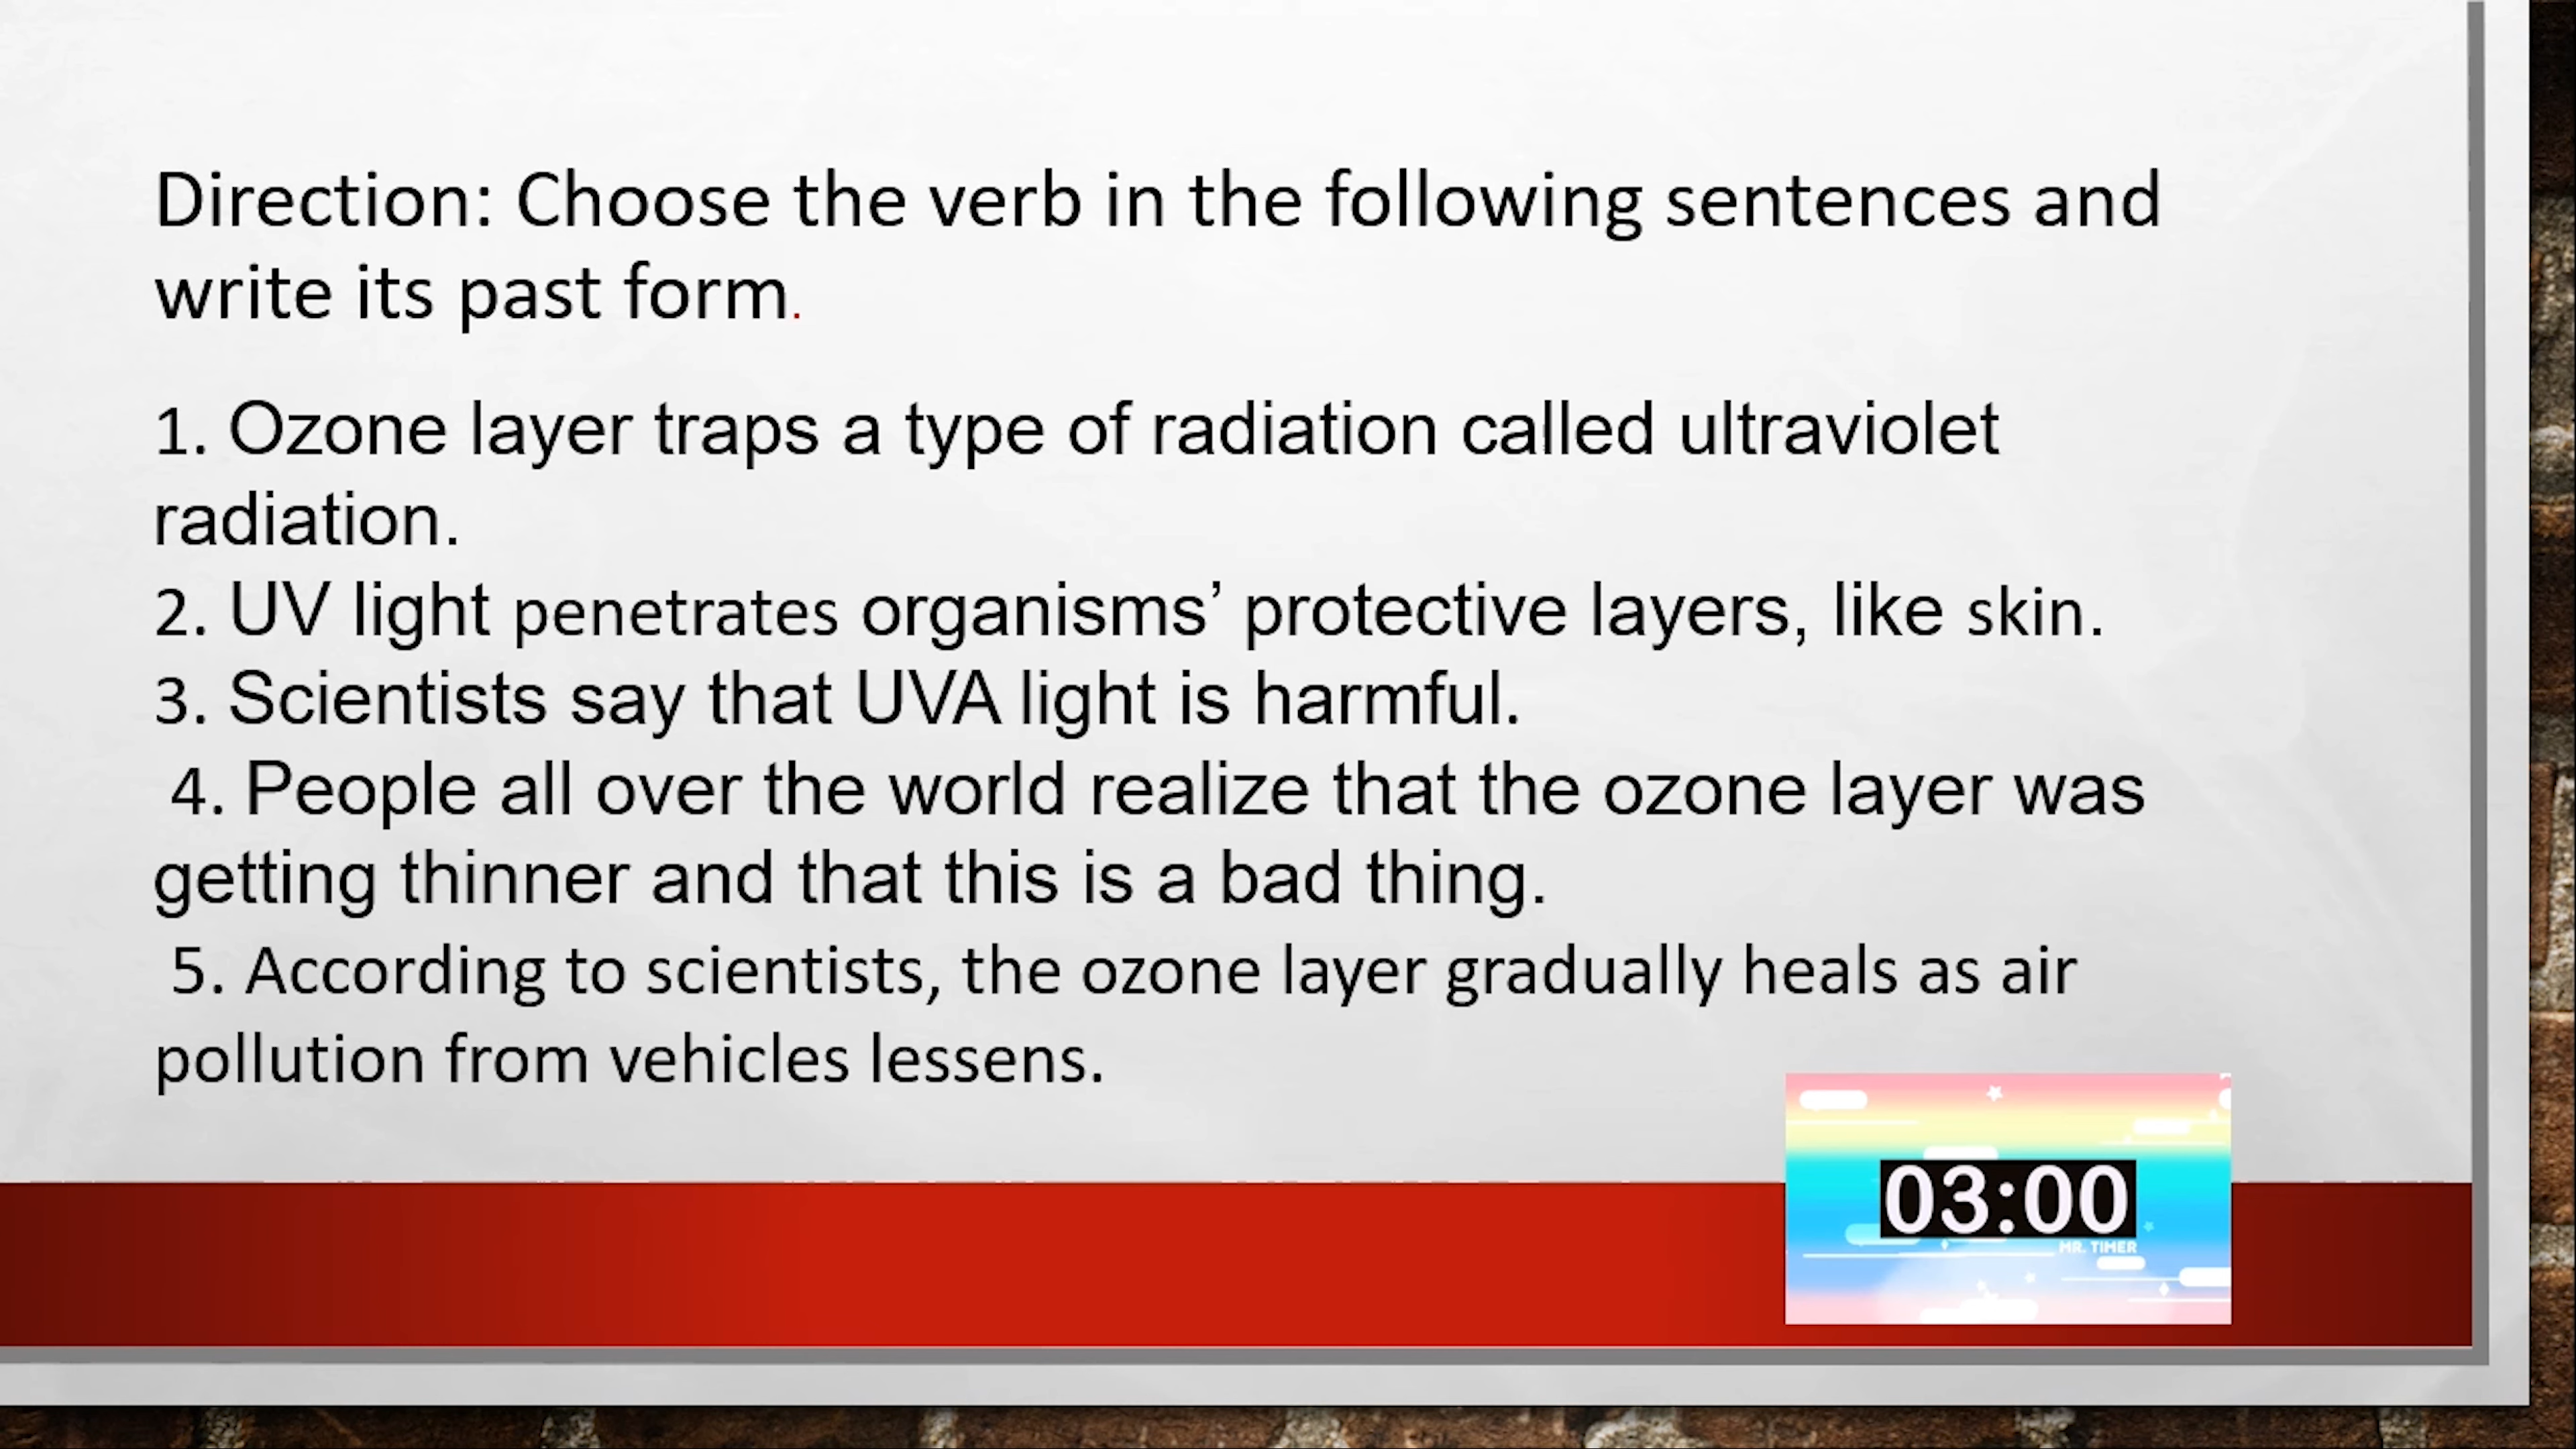 Direction: Choose the verb in the following sentences and
write its past form.
1. Ozone layer traps a type of radiation called ultraviolet
radiation.
2. UV light penetrates organisms’ protective layers, like skin.
3. Scientists say that UVA light is harmful.
4. People all over the world realize that the ozone layer was
getting thinner and that this is a bad thing.
5. According to scientists, the ozone layer gradually heals as air
pollution from vehicles lessens.
03:00
MR. TIMER